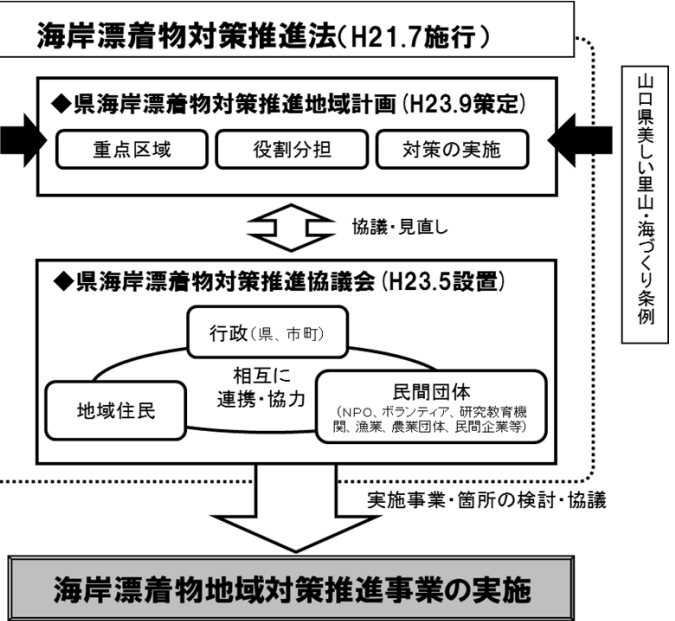 海岸漂着物対策推進法(H21.7施行)
◆県海岸漂着物対策推進地域計画(H23.9策定)
重点区域
役割分担
対策の実施
山口県美しい里山・海づくり条例
協議・見直し
◆県海岸漂着物対策推進協議会(H23.5設置)
行政(県、市町)
相互に
連携・協力
地域住民
民間団体
(NPO、ボランティア、研究教育機
関、漁業、農業団体、民間企業等)
実施事業・箇所の検討・協議
海岸漂着物地域対策推進事業の実施